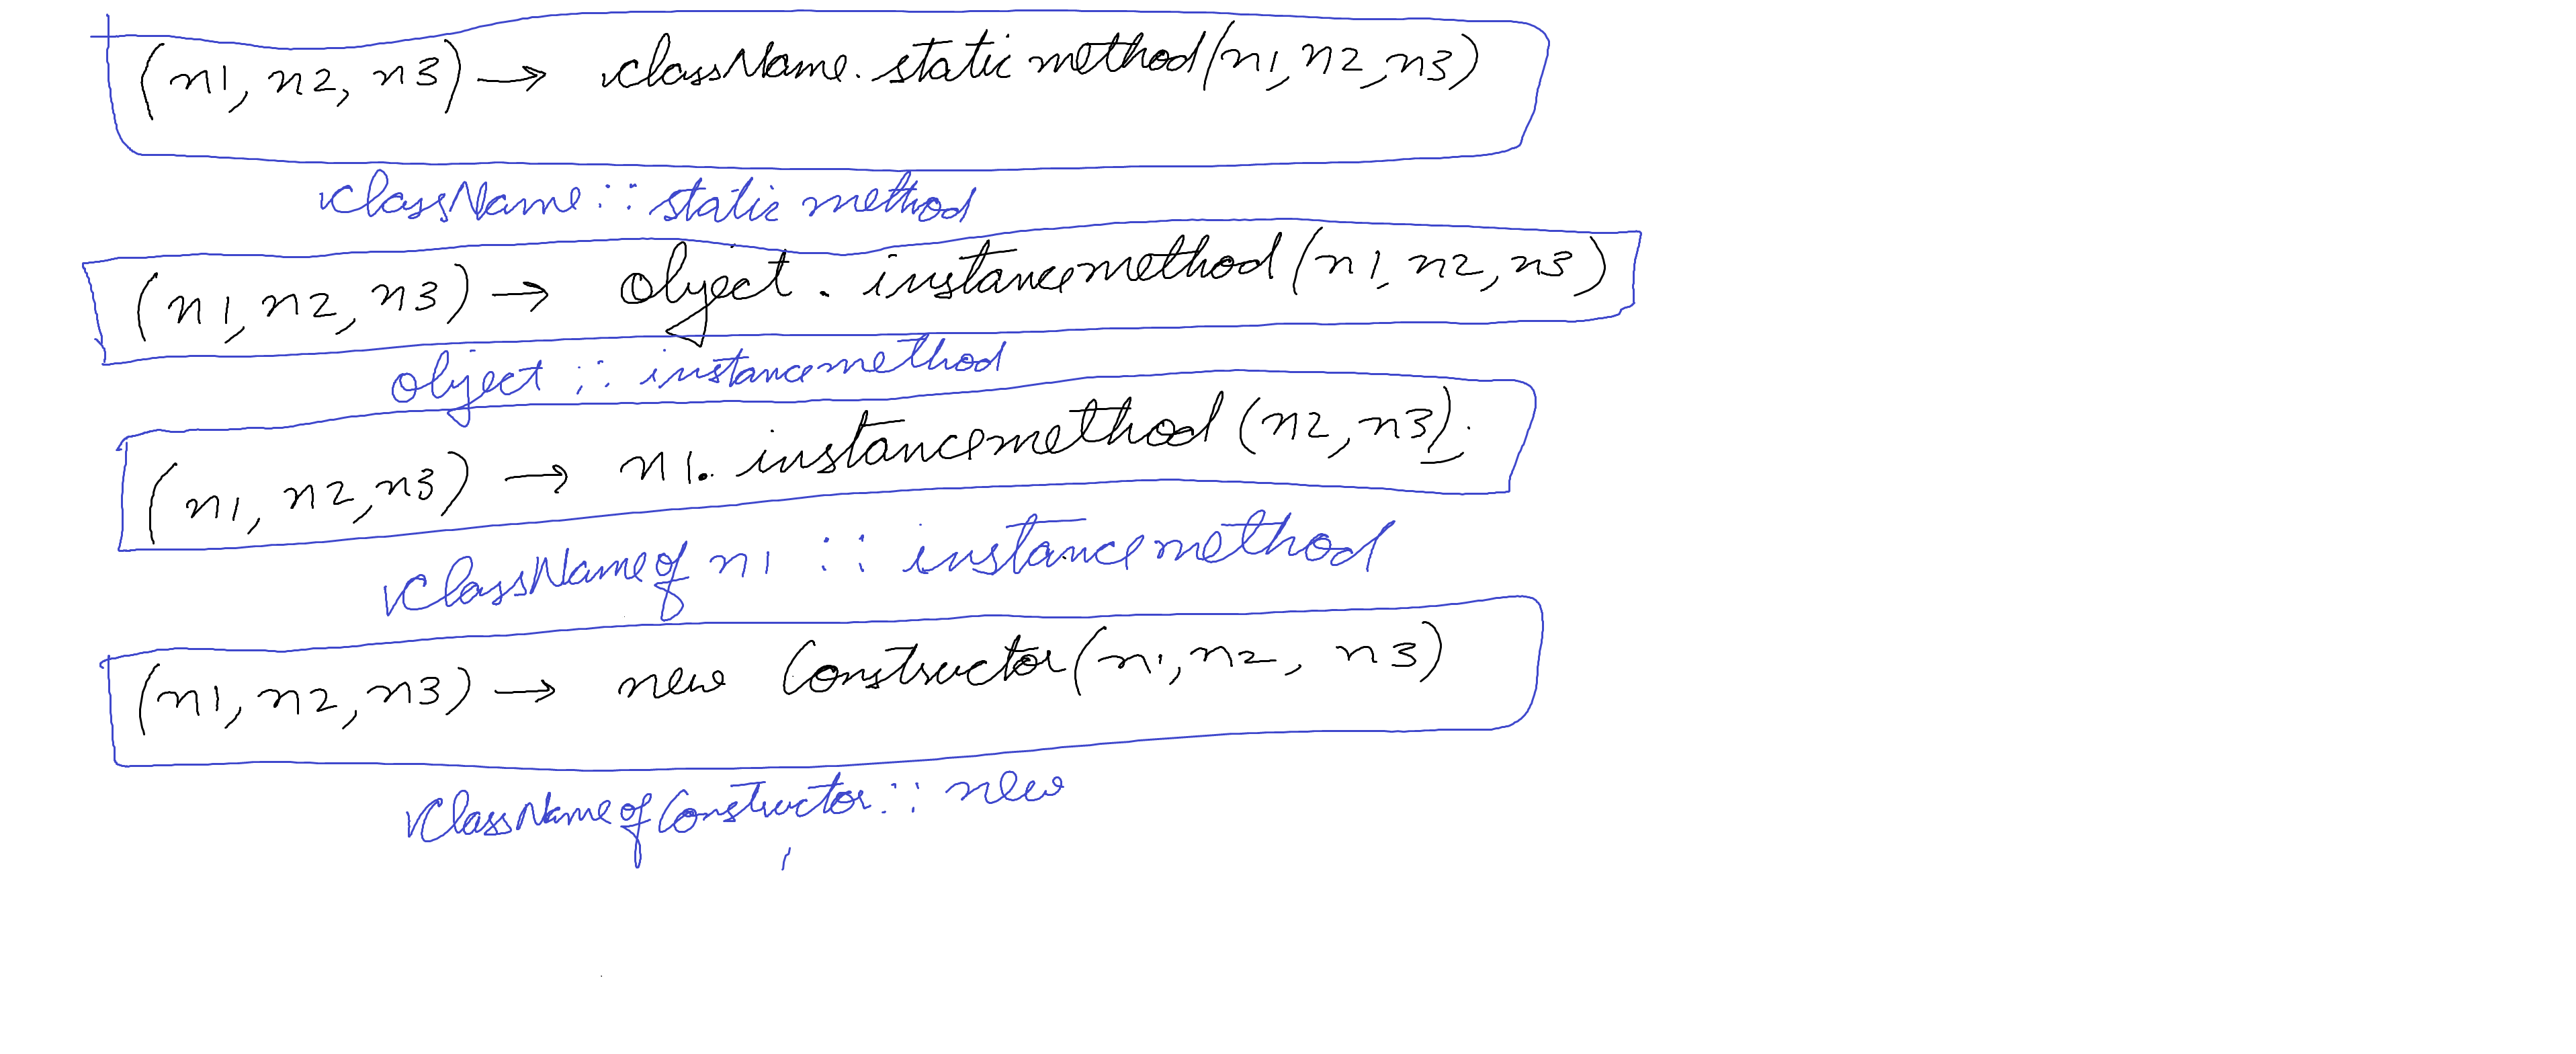 (n1, n2, n3) → className.static method(n1, n2, n3)
className :: static method
(n1, n2, n3) → object . instancemethod (n1, n2, n3)
object :: instancemethod
(n1, n2, n3) → n1. instancemethod (n2, n3);
ClassName of n1 :: instancemethod
(n1, n2, n3) → new Constructor(n1, n2, n3)
ClassName of Constructor :: new